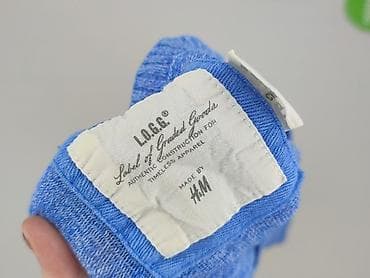 L.O.G.G.®
Label of Graded Goods
AUTHENTIC CONSTRUCTION FOR
TIMELESS APPAREL
MADE BY
H&M